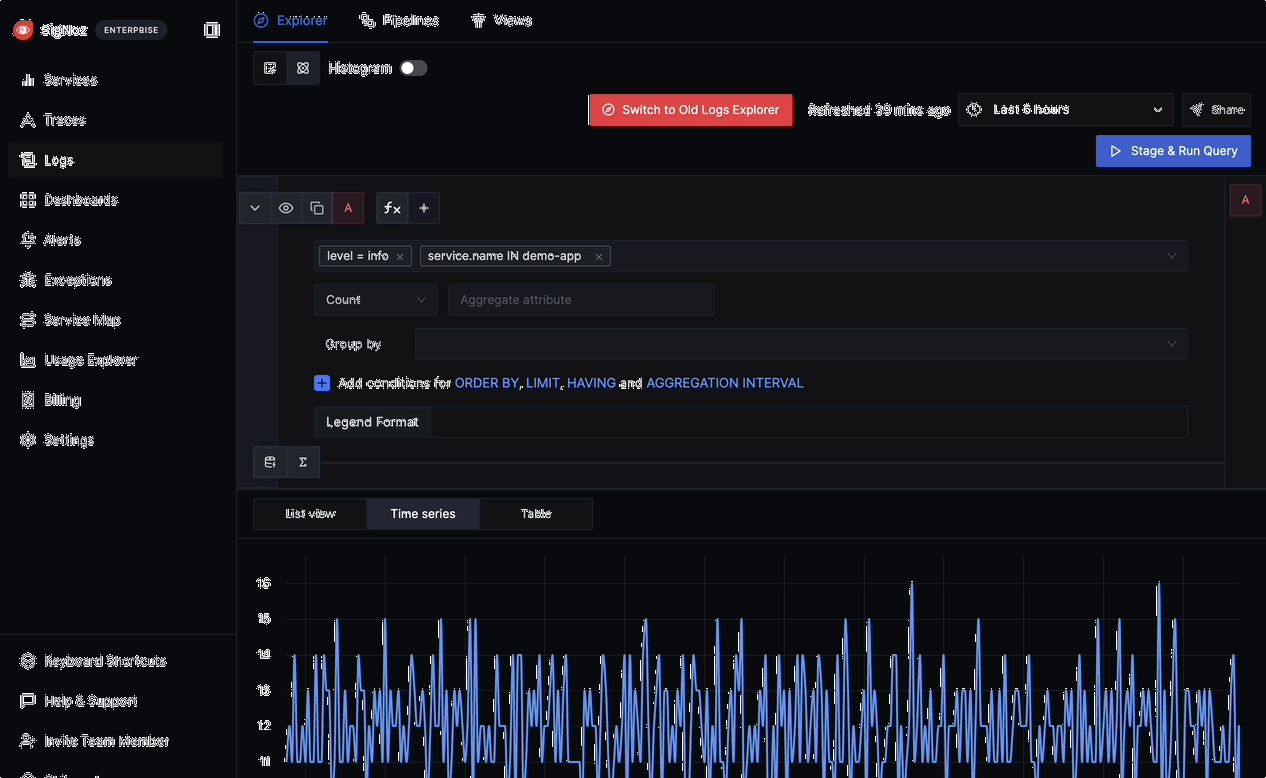 SigNoz ENTERPRISE
Services
Traces
Logs
Dashboards
Alerts
Exceptions
Service Map
Usage Explorer
Billing
Settings
Keyboard Shortcuts
Help & Support
Invite Team Member
Explorer Pipelines Views
Histogram
Switch to Old Logs Explorer Refreshed 39 mins ago Last 6 hours Share
Stage & Run Query
A
A
level = info service.name IN demo-app
Count Aggregate attribute
Group by
Add conditions for ORDER BY, LIMIT, HAVING and AGGREGATION INTERVAL
Legend Format
List view Time series Table
16
15
14
13
12
11